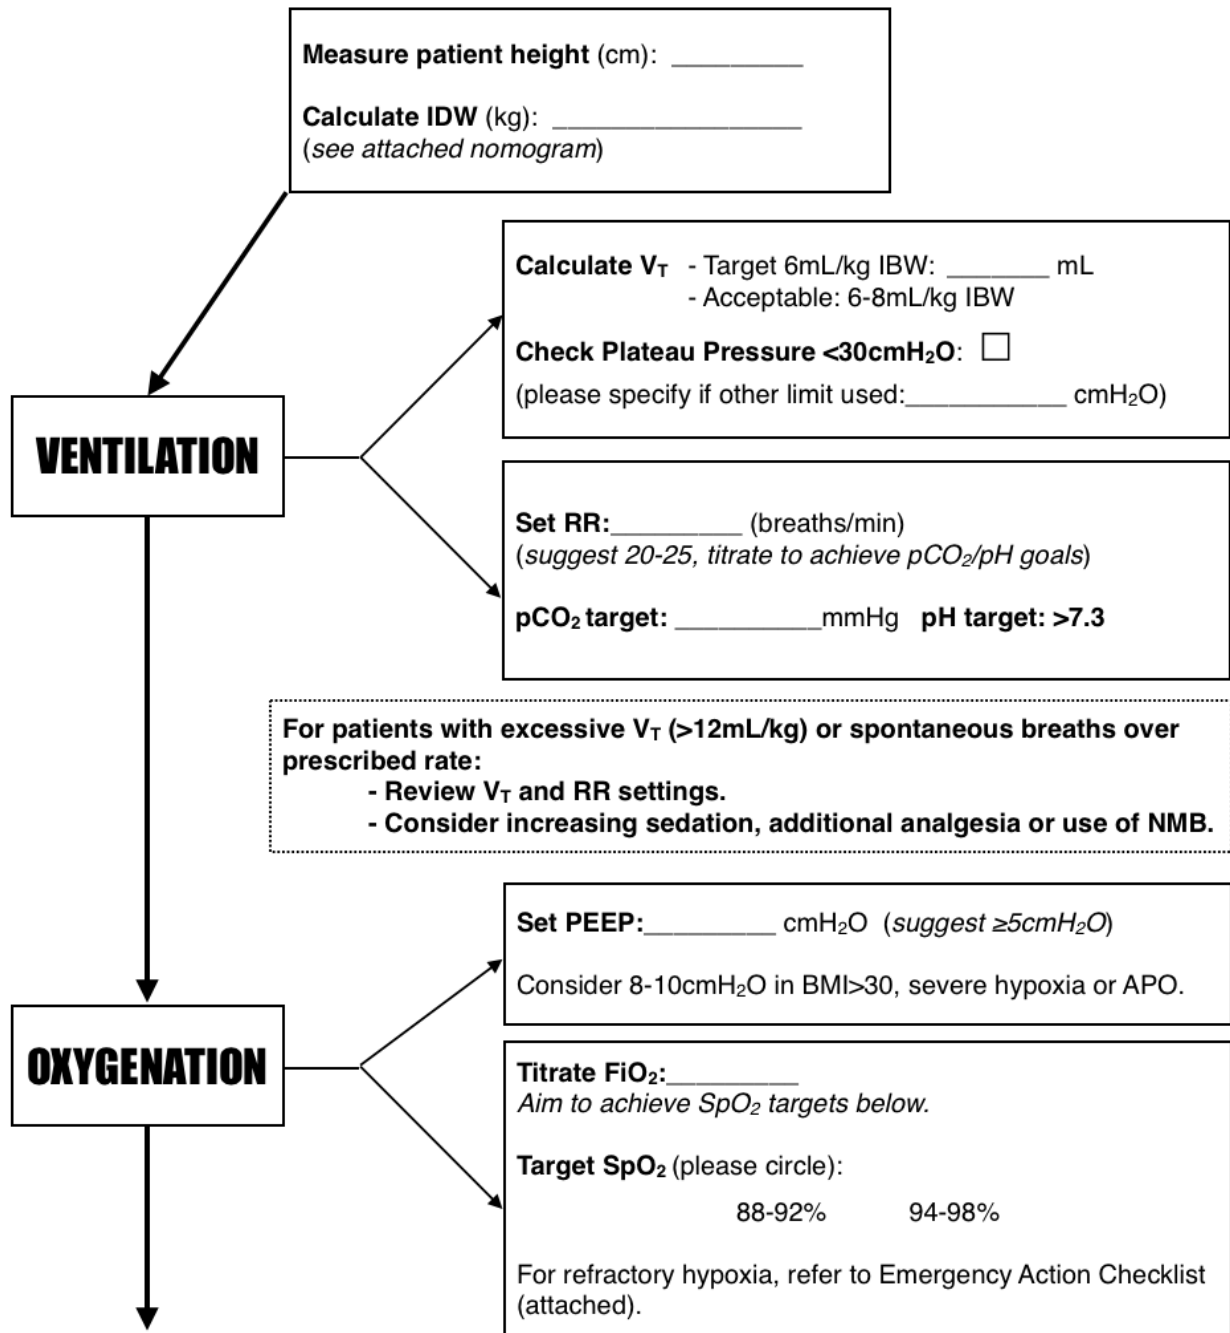 Measure patient height (cm): _________
Calculate IDW (kg): _________________
(see attached nomogram)
Calculate VT - Target 6mL/kg IBW: _______ mL
- Acceptable: 6-8mL/kg IBW
Check Plateau Pressure <30cmH2O: ☐
(please specify if other limit used:___________ cmH2O)
VENTILATION
Set RR:_________ (breaths/min)
(suggest 20-25, titrate to achieve pCO2/pH goals)
pCO2 target: __________mmHg pH target: >7.3
For patients with excessive VT (>12mL/kg) or spontaneous breaths over
prescribed rate:
- Review VT and RR settings.
- Consider increasing sedation, additional analgesia or use of NMB.
Set PEEP:_________ cmH2O (suggest ≥5cmH2O)
Consider 8-10cmH2O in BMI>30, severe hypoxia or APO.
OXYGENATION
Titrate FiO2:_________
Aim to achieve SpO2 targets below.
Target SpO2 (please circle):
88-92% 94-98%
For refractory hypoxia, refer to Emergency Action Checklist
(attached).